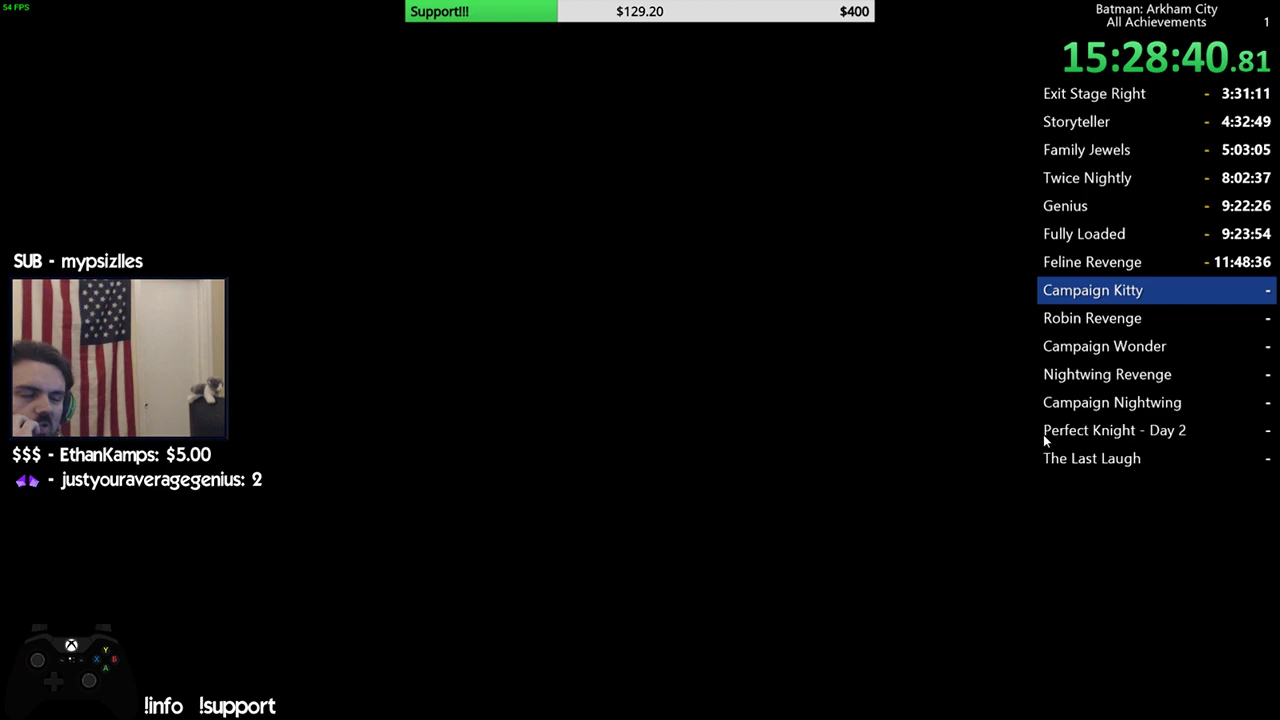 54 FPS
Support!!! $129.20 $400
Batman: Arkham City
All Achievements 1
15:28:40.81
Exit Stage Right - 3:31:11
Storyteller - 4:32:49
Family Jewels - 5:03:05
Twice Nightly - 8:02:37
Genius - 9:22:26
Fully Loaded - 9:23:54
Feline Revenge - 11:48:36
Campaign Kitty -
Robin Revenge -
Campaign Wonder -
Nightwing Revenge -
Campaign Nightwing -
Perfect Knight - Day 2 -
The Last Laugh -
SUB - mypsizlles
$$$ - EthanKamps: $5.00
- justyouraveragegenius: 2
Y
X B
A
!info !support